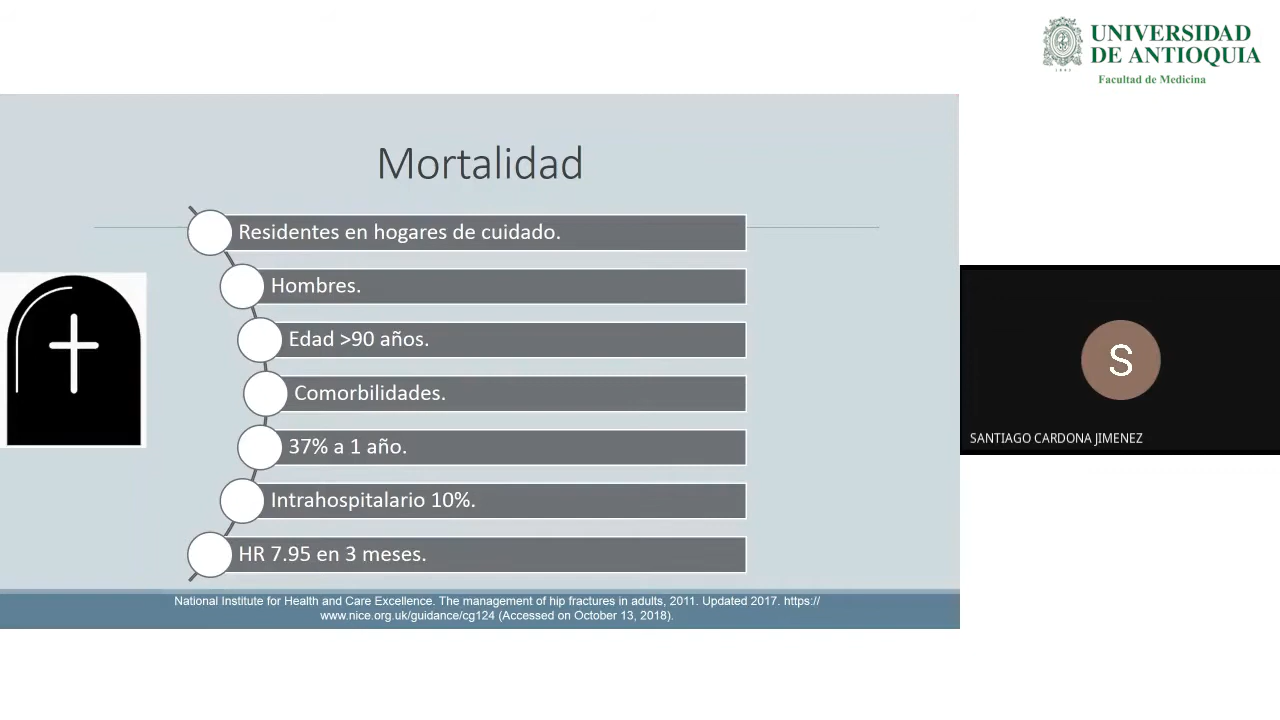 UNIVERSIDAD
DE ANTIOQUIA
1803
Facultad de Medicina
Mortalidad
Residentes en hogares de cuidado.
Hombres.
Edad >90 años.
Comorbilidades.
37% a 1 año.
Intrahospitalario 10%.
HR 7.95 en 3 meses.
National Institute for Health and Care Excellence. The management of hip fractures in adults, 2011. Updated 2017. https://
www.nice.org.uk/guidance/cg124 (Accessed on October 13, 2018).
S
SANTIAGO CARDONA JIMENEZ